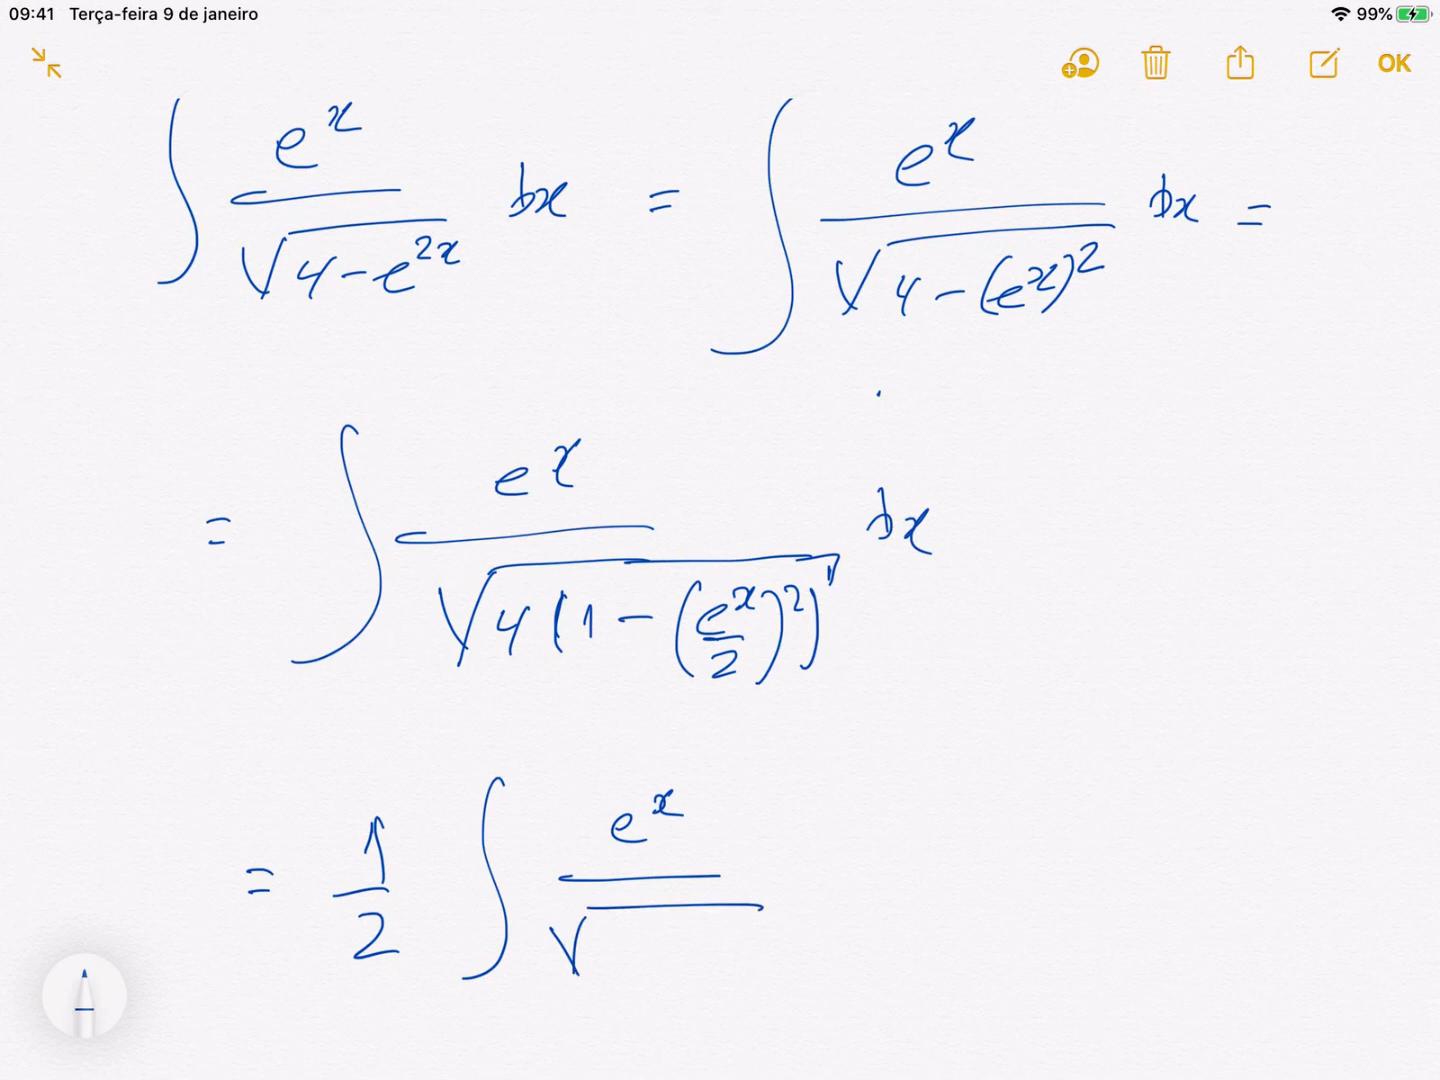 09:41 Terça-feira 9 de janeiro 99%
OK
∫ e^x / √(4-e^{2x}) dx = ∫ e^x / √(4-(e^x)^2) dx =
= ∫ e^x / √(4(1-(e^x/2)^2)) dx
= 1/2 ∫ e^x / √